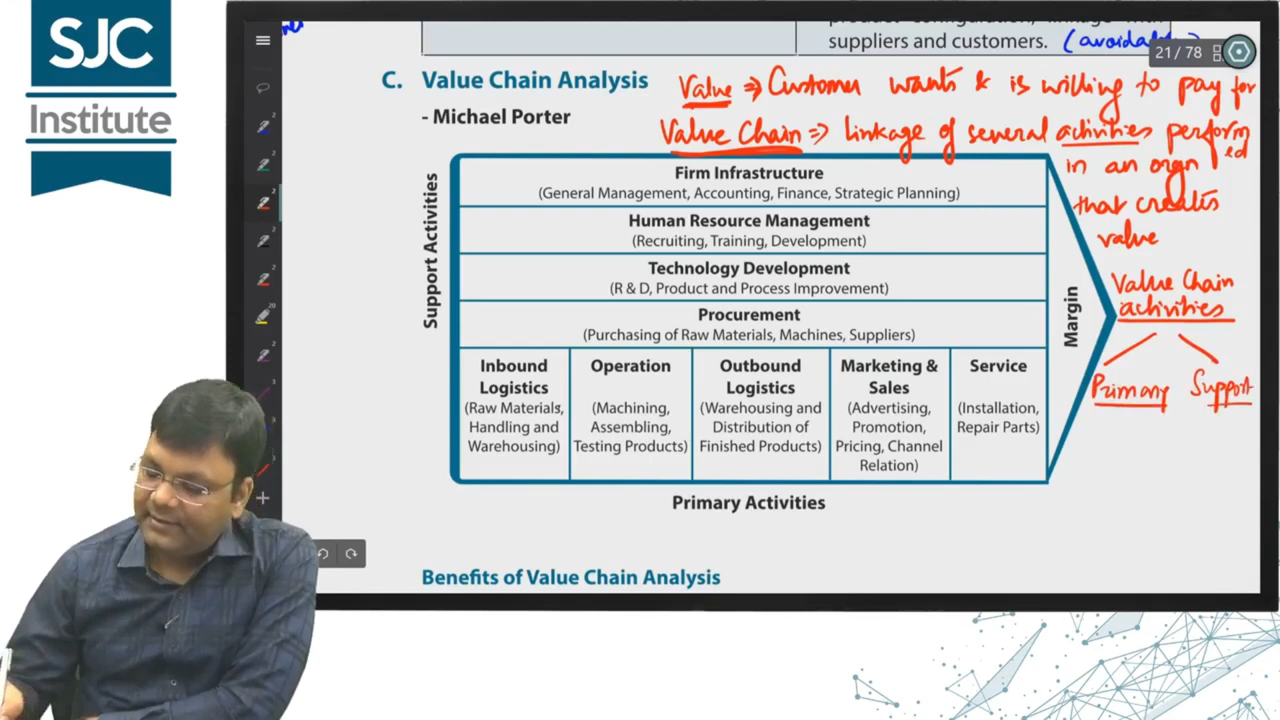 SJC
Institute
product configuration, linkage with
suppliers and customers. (avoidable)
21 / 78
C. Value Chain Analysis
- Michael Porter
Value => Customer wants & is willing to pay for
Value Chain => linkage of several activities performed
in an orgn
that creates
value
Value Chain
activities
Primary Support
Support Activities
Firm Infrastructure
(General Management, Accounting, Finance, Strategic Planning)
Human Resource Management
(Recruiting, Training, Development)
Technology Development
(R & D, Product and Process Improvement)
Procurement
(Purchasing of Raw Materials, Machines, Suppliers)
Inbound
Logistics
(Raw Materials,
Handling and
Warehousing)
Operation
(Machining,
Assembling,
Testing Products)
Outbound
Logistics
(Warehousing and
Distribution of
Finished Products)
Marketing &
Sales
(Advertising,
Promotion,
Pricing, Channel
Relation)
Service
(Installation,
Repair Parts)
Margin
Primary Activities
Benefits of Value Chain Analysis